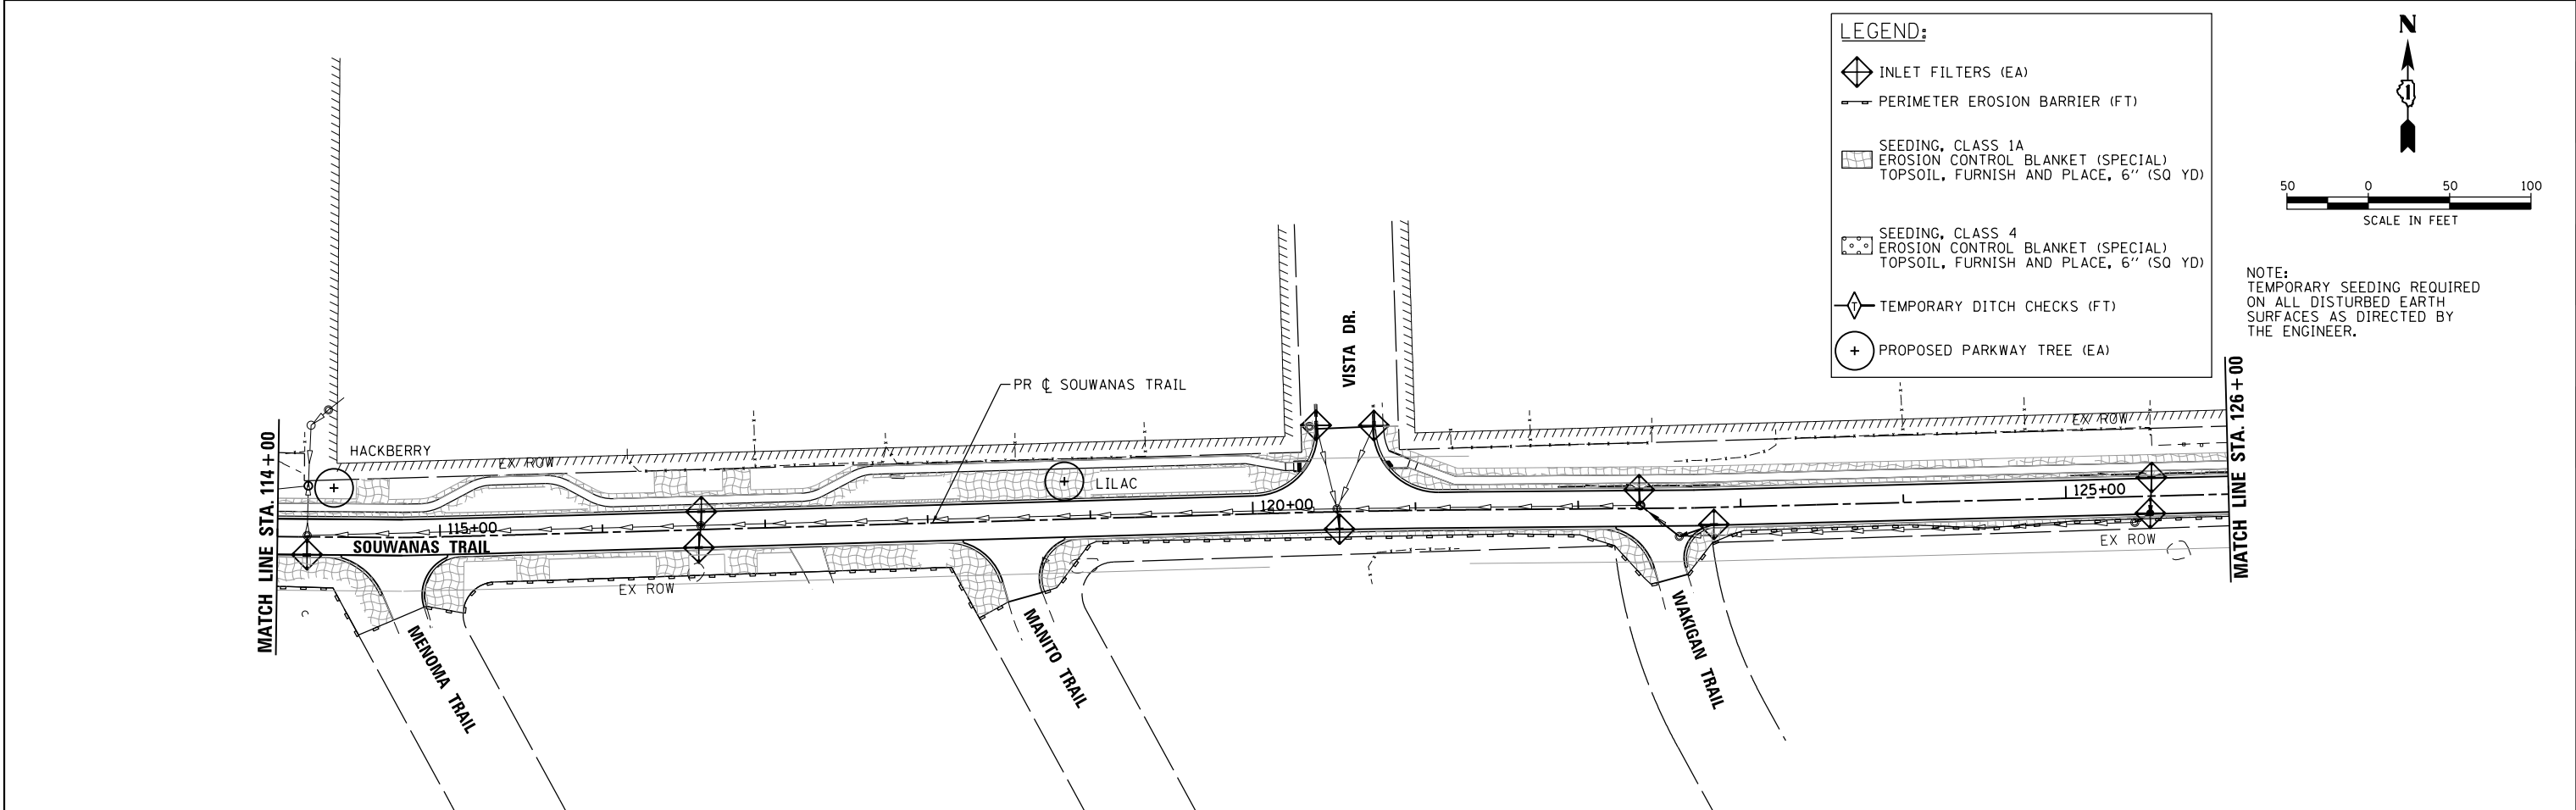 LEGEND:
INLET FILTERS (EA)
PERIMETER EROSION BARRIER (FT)
SEEDING, CLASS 1A
EROSION CONTROL BLANKET (SPECIAL)
TOPSOIL, FURNISH AND PLACE, 6" (SQ YD)
SEEDING, CLASS 4
EROSION CONTROL BLANKET (SPECIAL)
TOPSOIL, FURNISH AND PLACE, 6" (SQ YD)
T
TEMPORARY DITCH CHECKS (FT)
PROPOSED PARKWAY TREE (EA)
N
1
50 0 50 100
SCALE IN FEET
NOTE:
TEMPORARY SEEDING REQUIRED
ON ALL DISTURBED EARTH
SURFACES AS DIRECTED BY
THE ENGINEER.
MATCH LINE STA. 114+00
HACKBERRY
EX ROW
PR ℄ SOUWANAS TRAIL
VISTA DR.
LILAC
EX ROW
MATCH LINE STA. 126+00
115+00
120+00
125+00
SOUWANAS TRAIL
EX ROW
EX ROW
MENOMA TRAIL
MANITO TRAIL
WAKIGAN TRAIL